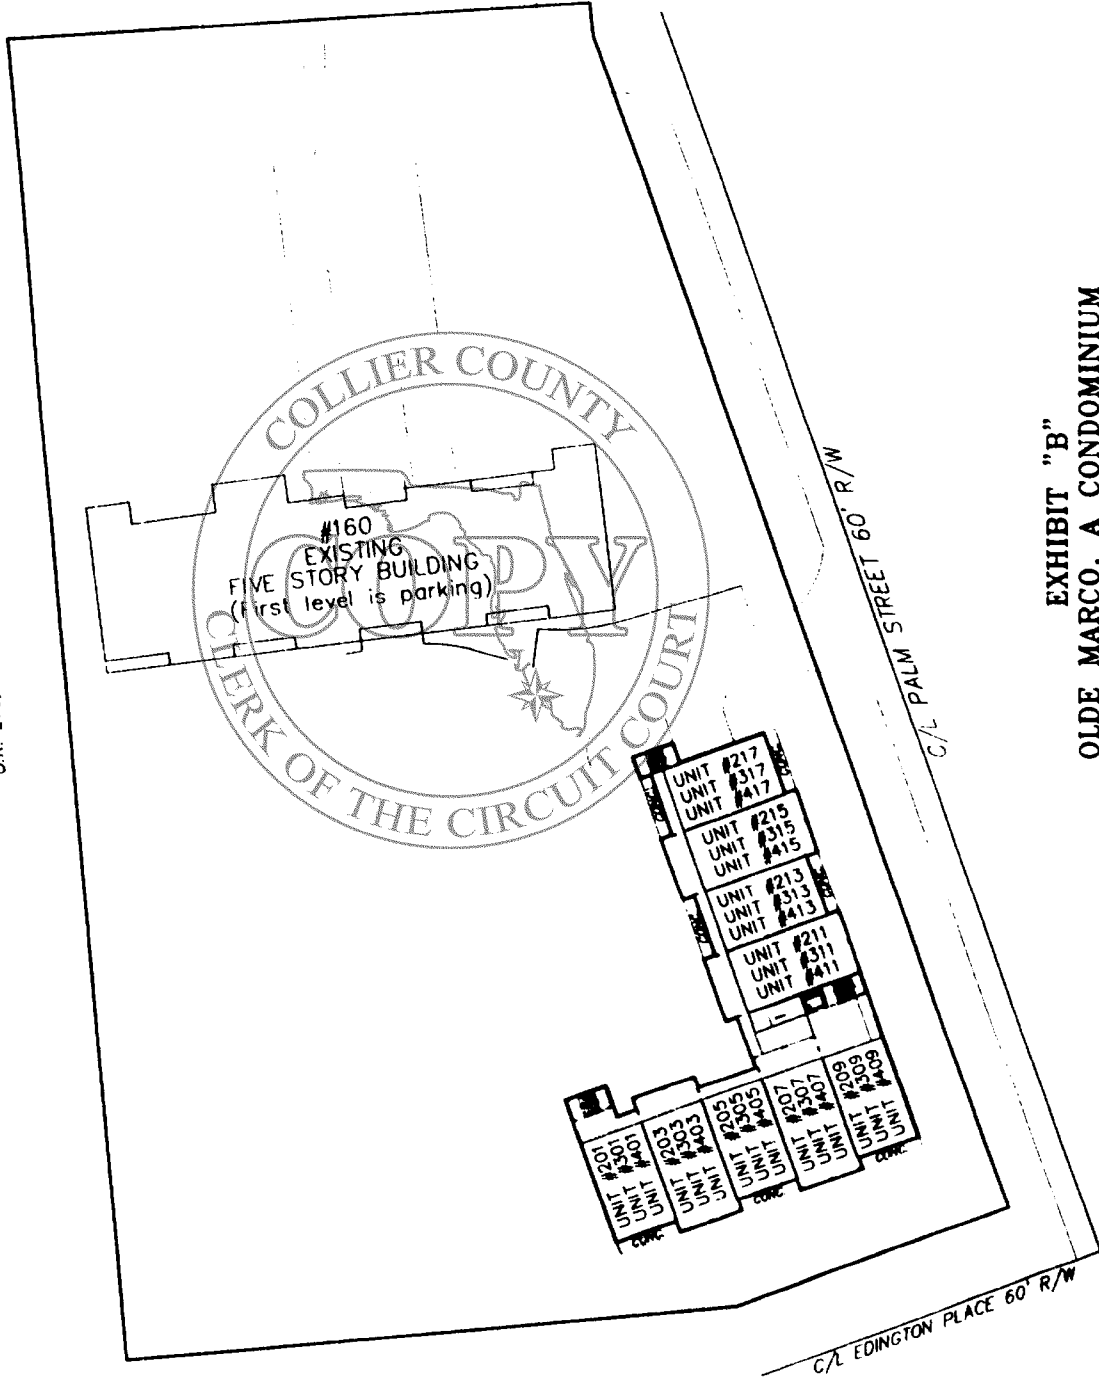 COLLIER COUNTY
CLERK OF THE CIRCUIT COURT
COPY
#160
EXISTING
FIVE STORY BUILDING
(First level is parking)
C/L PALM STREET 60' R/W
EXHIBIT "B"
OLDE MARCO, A CONDOMINIUM
UNIT #217
UNIT #317
UNIT #417
CONC.
CONC.
UNIT #215
UNIT #315
UNIT #415
UNIT #213
UNIT #313
UNIT #413
CONC.
CONC.
UNIT #211
UNIT #311
UNIT #411
UNIT #201
UNIT #301
UNIT #401
UNIT #203
UNIT #303
UNIT #403
UNIT #205
UNIT #305
UNIT #405
UNIT #207
UNIT #307
UNIT #407
UNIT #209
UNIT #309
UNIT #409
CONC.
CONC.
CONC.
C/L EDINGTON PLACE 60' R/W